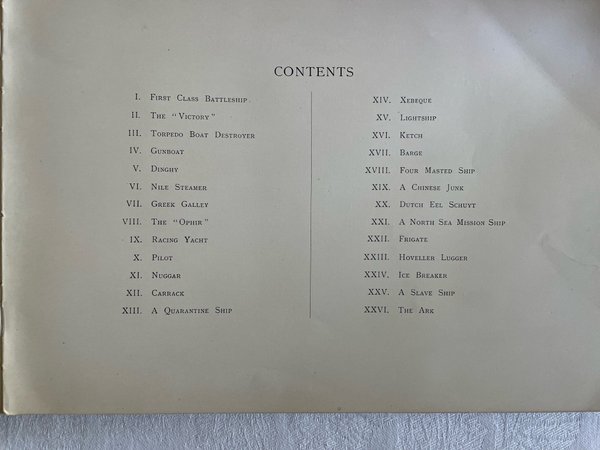 CONTENTS
I. First Class Battleship.
II. The "Victory"
III. Torpedo Boat Destroyer
IV. Gunboat
V. Dinghy
VI. Nile Steamer
VII. Greek Galley
VIII. The "Ophir"
IX. Racing Yacht
X. Pilot
XI. Nuggar
XII. Carrack
XIII. A Quarantine Ship
XIV. Xebeque
XV. Lightship
XVI. Ketch
XVII. Barge
XVIII. Four Masted Ship
XIX. A Chinese Junk
XX. Dutch Eel Schuyt
XXI. A North Sea Mission Ship
XXII. Frigate
XXIII. Hoveller Lugger
XXIV. Ice Breaker
XXV. A Slave Ship
XXVI. The Ark